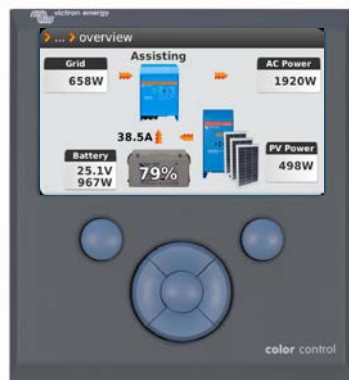 victron energy
... overview
Assisting
Grid
658W
AC Power
1920W
38.5A
Battery
25.1V
967W
79%
PV Power
498W
color control